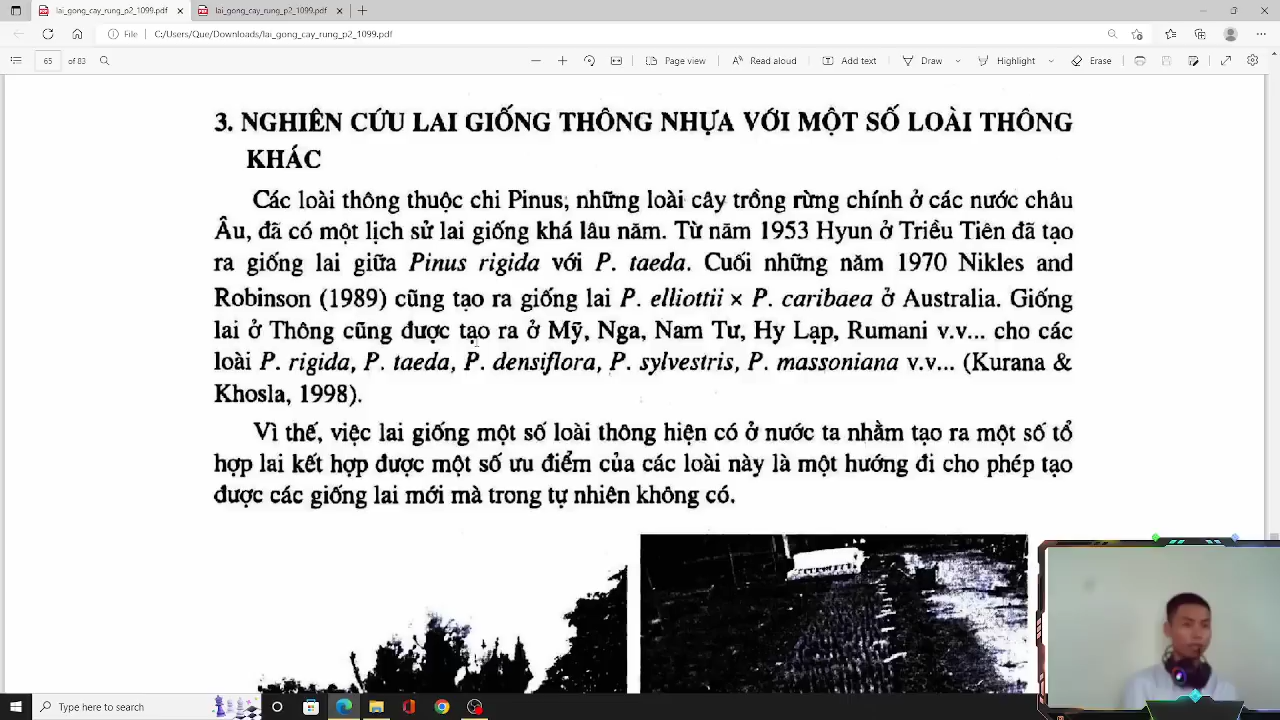 lai_gong_cay_rung_p2_1099.pdf
lai_gong_cay_rung_p2_1099.pdf
File C:/Users/Que/Downloads/lai_gong_cay_rung_p2_1099.pdf
65 of 83 Page view Read aloud Add text Draw Highlight Erase
3. NGHIÊN CỨU LAI GIỐNG THÔNG NHỰA VỚI MỘT SỐ LOÀI THÔNG
KHÁC
Các loài thông thuộc chi Pinus, những loài cây trồng rừng chính ở các nước châu
Âu, đã có một lịch sử lai giống khá lâu năm. Từ năm 1953 Hyun ở Triều Tiên đã tạo
ra giống lai giữa Pinus rigida với P. taeda. Cuối những năm 1970 Nikles and
Robinson (1989) cũng tạo ra giống lai P. elliottii × P. caribaea ở Australia. Giống
lai ở Thông cũng được tạo ra ở Mỹ, Nga, Nam Tư, Hy Lạp, Rumani v.v... cho các
loài P. rigida, P. taeda, P. densiflora, P. sylvestris, P. massoniana v.v... (Kurana &
Khosla, 1998).
Vì thế, việc lai giống một số loài thông hiện có ở nước ta nhằm tạo ra một số tổ
hợp lai kết hợp được một số ưu điểm của các loài này là một hướng đi cho phép tạo
được các giống lai mới mà trong tự nhiên không có.
Type here to search